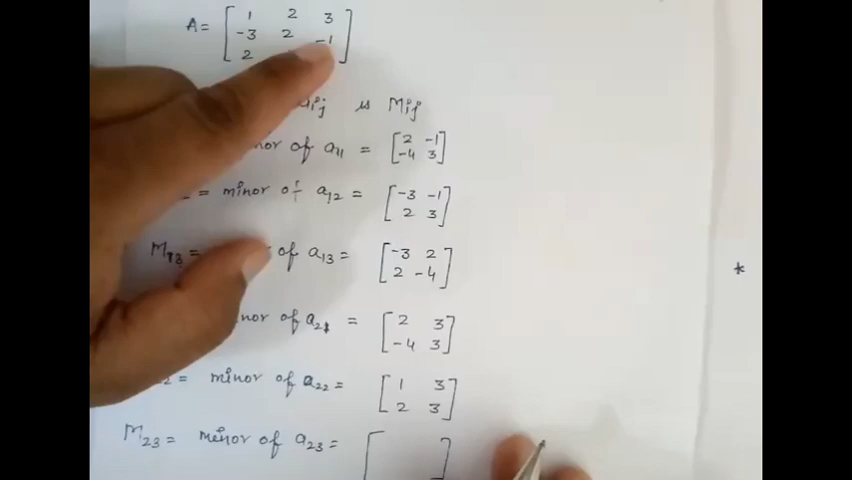 A = [ 1 2 3
-3 2 -1
2
aij is Mij
of a11 = [ 2 -1
-4 3 ]
= minor of a12 = [ -3 -1
2 3 ]
M13 = of a13 = [ -3 2
2 -4 ]
of a21 = [ 2 3
-4 3 ]
= minor of a22 = [ 1 3
2 3 ]
M23 = minor of a23 = [ ]
*